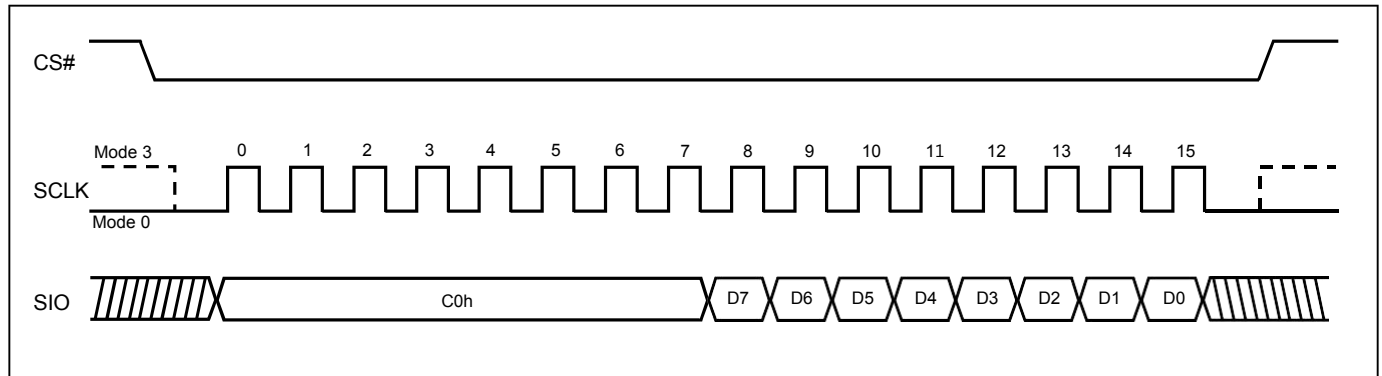 CS#
Mode 3
0 1 2 3 4 5 6 7 8 9 10 11 12 13 14 15
SCLK
Mode 0
SIO
C0h D7 D6 D5 D4 D3 D2 D1 D0